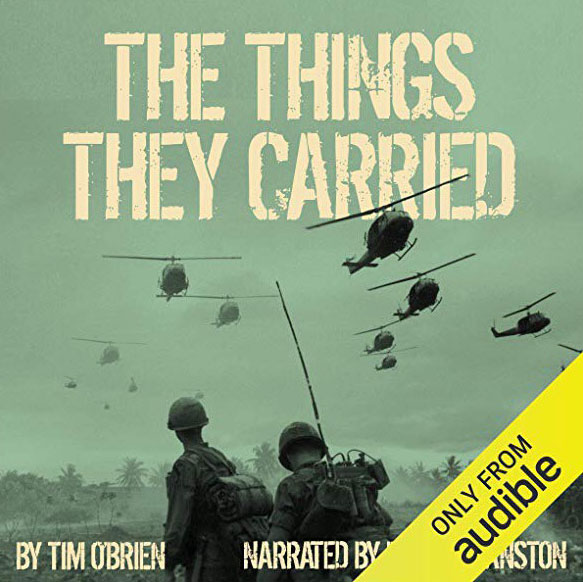 THE THINGS
THEY CARRIED
ONLY FROM
audible
BY TIM O'BRIEN
NARRATED BY